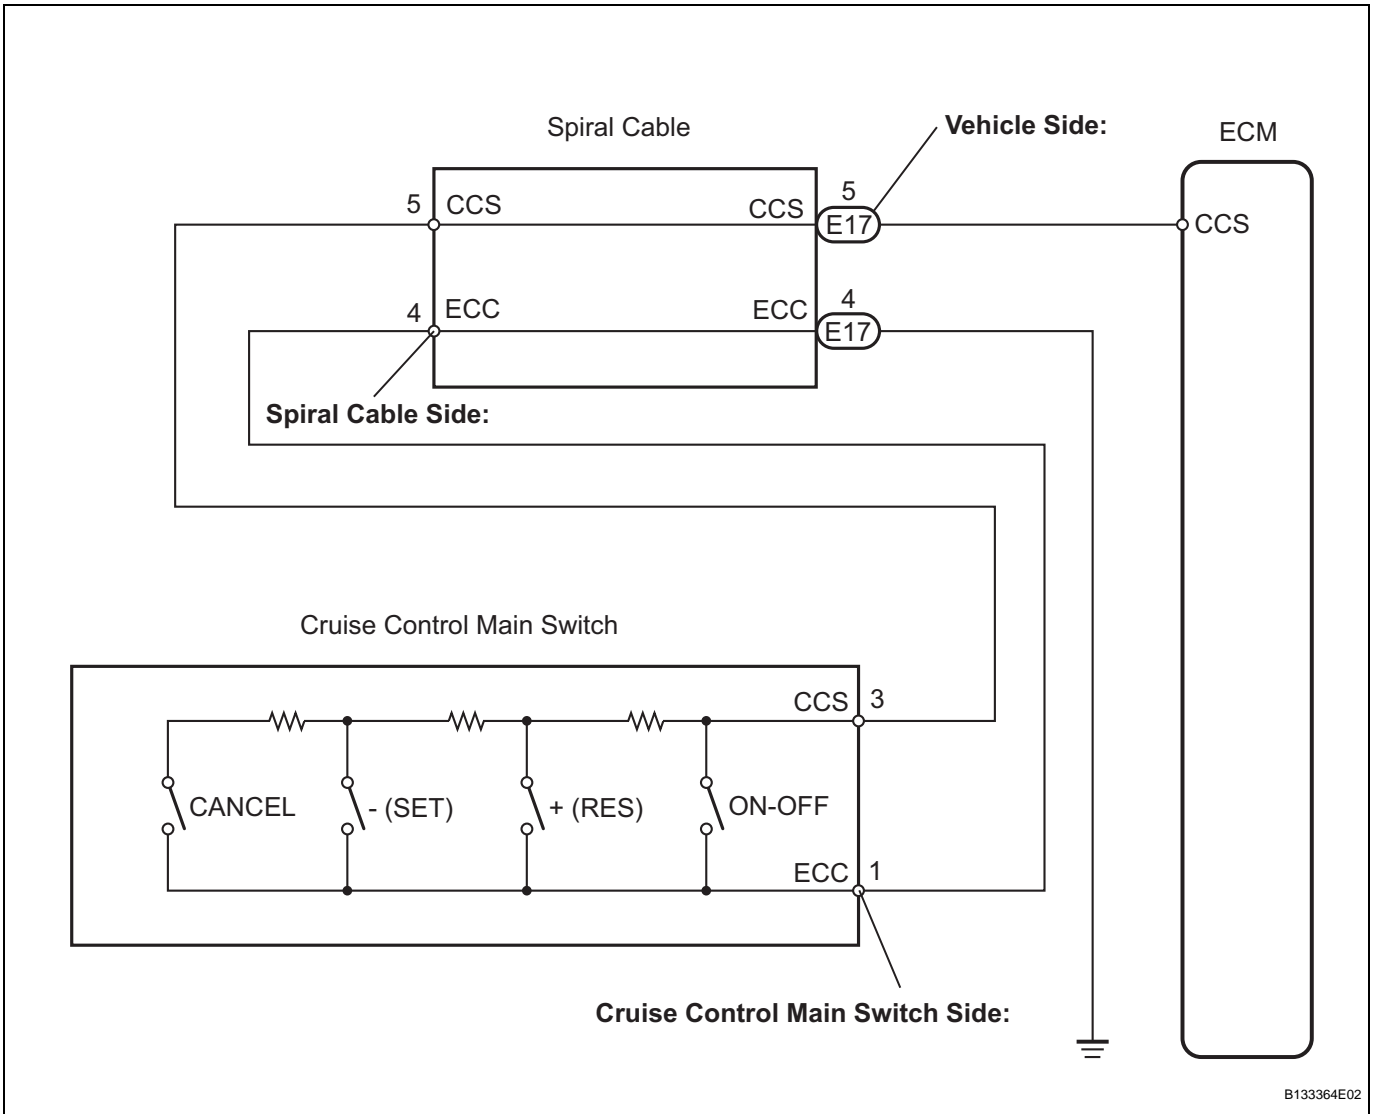 Spiral Cable
Vehicle Side:
ECM
5
CCS
CCS
5
E17
CCS
4
ECC
ECC
4
E17
Spiral Cable Side:
Cruise Control Main Switch
CCS
3
CANCEL
- (SET)
+ (RES)
ON-OFF
ECC
1
Cruise Control Main Switch Side:
B133364E02